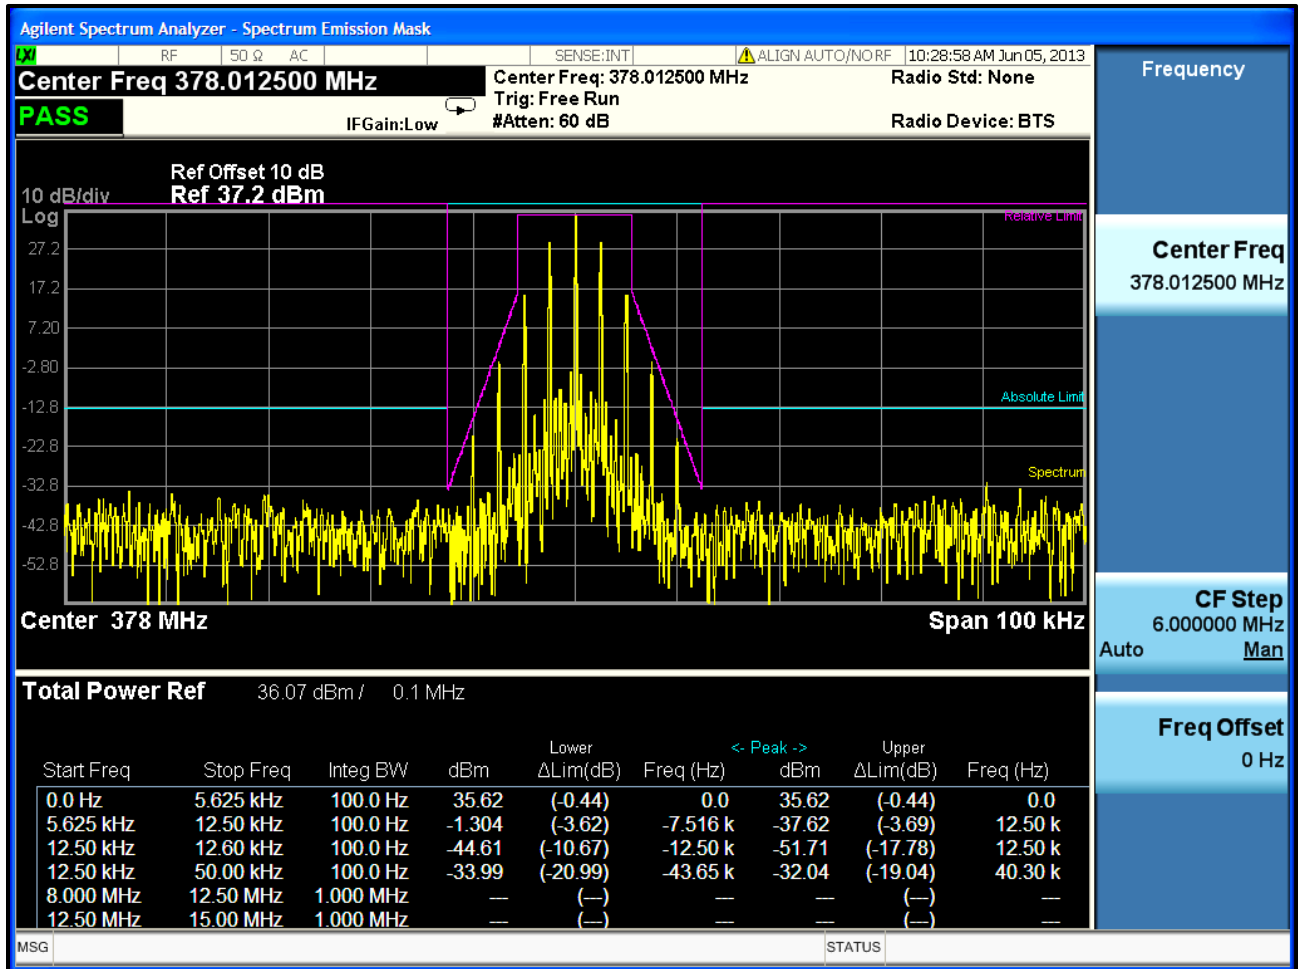 Agilent Spectrum Analyzer - Spectrum Emission Mask
LXI RF 50 Ω AC SENSE:INT ALIGN AUTO/NO RF 10:28:58 AM Jun 05, 2013
Center Freq 378.012500 MHz
Center Freq: 378.012500 MHz
Radio Std: None
Trig: Free Run
PASS
IFGain:Low
#Atten: 60 dB
Radio Device: BTS
Ref Offset 10 dB
10 dB/div Ref 37.2 dBm
Log
Relative Limit
27.2
17.2
7.20
-2.80
Absolute Limit
-12.8
-22.8
Spectrum
-32.8
-42.8
-52.8
Center 378 MHz Span 100 kHz
Total Power Ref 36.07 dBm / 0.1 MHz
Lower <- Peak -> Upper
Start Freq Stop Freq Integ BW dBm ΔLim(dB) Freq (Hz) dBm ΔLim(dB) Freq (Hz)
0.0 Hz 5.625 kHz 100.0 Hz 35.62 (-0.44) 0.0 35.62 (-0.44) 0.0
5.625 kHz 12.50 kHz 100.0 Hz -1.304 (-3.62) -7.516 k -37.62 (-3.69) 12.50 k
12.50 kHz 12.60 kHz 100.0 Hz -44.61 (-10.67) -12.50 k -51.71 (-17.78) 12.50 k
12.50 kHz 50.00 kHz 100.0 Hz -33.99 (-20.99) -43.65 k -32.04 (-19.04) 40.30 k
8.000 MHz 12.50 MHz 1.000 MHz --- (---) --- --- (---) ---
12.50 MHz 15.00 MHz 1.000 MHz --- (---) --- --- (---) ---
MSG STATUS
Frequency
Center Freq
378.012500 MHz
CF Step
6.000000 MHz
Auto Man
Freq Offset
0 Hz